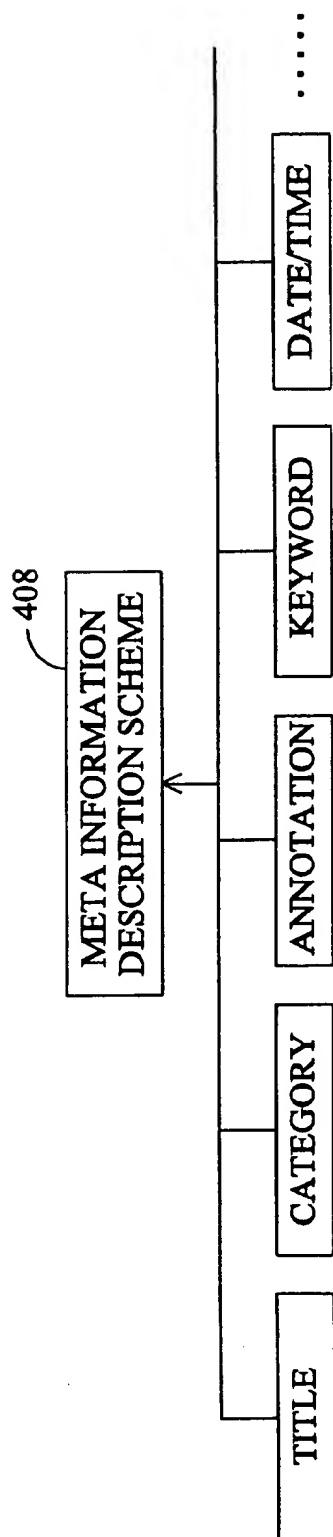 408
META INFORMATION
DESCRIPTION SCHEME
TITLE
CATEGORY
ANNOTATION
KEYWORD
DATE/TIME
.....